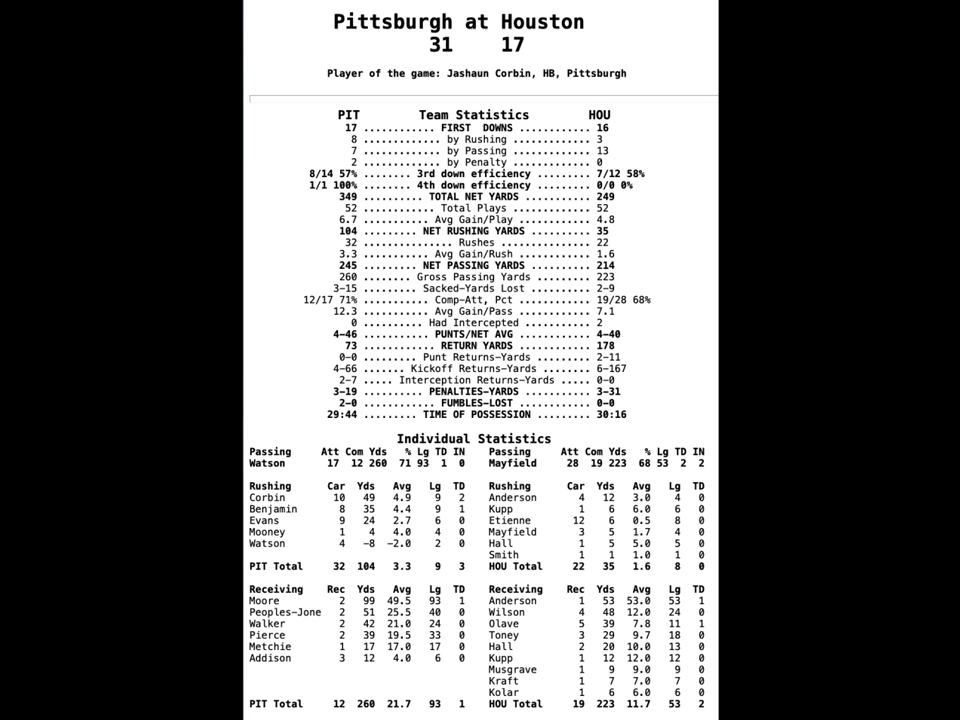 Pittsburgh at Houston
31 17
Player of the game: Jashaun Corbin, HB, Pittsburgh
PIT Team Statistics HOU
17 ............ FIRST DOWNS ............ 16
8 ............. by Rushing ............. 3
7 ............. by Passing ............. 13
2 ............. by Penalty ............. 0
8/14 57% ........ 3rd down efficiency ......... 7/12 58%
1/1 100% ........ 4th down efficiency ......... 0/0 0%
349 .......... TOTAL NET YARDS .......... 249
52 ............ Total Plays ............ 52
6.7 ........... Avg Gain/Play ........... 4.8
104 ......... NET RUSHING YARDS ......... 35
32 ............... Rushes .............. 22
3.3 ........... Avg Gain/Rush ........... 1.6
245 ......... NET PASSING YARDS ......... 214
260 ........ Gross Passing Yards ........ 223
3-15 ........ Sacked-Yards Lost ........ 2-9
12/17 71% ........... Comp-Att, Pct ........... 19/28 68%
12.3 ........... Avg Gain/Pass .......... 7.1
0 .......... Had Intercepted .......... 2
4-46 .......... PUNTS/NET AVG .......... 4-40
73 ........... RETURN YARDS ........... 178
0-0 ........ Punt Returns-Yards ........ 2-11
4-66 ....... Kickoff Returns-Yards ....... 6-167
2-7 ..... Interception Returns-Yards ..... 0-0
3-19 ......... PENALTIES-YARDS ......... 3-31
2-0 ........... FUMBLES-LOST ........... 0-0
29:44 ......... TIME OF POSSESSION ......... 30:16
Individual Statistics
Passing Att Com Yds % Lg TD IN Passing Att Com Yds % Lg TD IN
Watson 17 12 260 71 93 1 0 Mayfield 28 19 223 68 53 2 2
Rushing Car Yds Avg Lg TD Rushing Car Yds Avg Lg TD
Corbin 10 49 4.9 9 2 Anderson 4 12 3.0 4 0
Benjamin 8 35 4.4 9 1 Kupp 1 6 6.0 6 0
Evans 9 24 2.7 6 0 Etienne 12 6 0.5 8 0
Mooney 1 4 4.0 4 0 Mayfield 3 5 1.7 4 0
Watson 4 -8 -2.0 2 0 Hall 1 5 5.0 5 0
Smith 1 1 1.0 1 0
PIT Total 32 104 3.3 9 3 HOU Total 22 35 1.6 8 0
Receiving Rec Yds Avg Lg TD Receiving Rec Yds Avg Lg TD
Moore 2 99 49.5 93 1 Anderson 1 53 53.0 53 1
Peoples-Jone 2 51 25.5 40 0 Wilson 4 48 12.0 24 0
Walker 2 42 21.0 24 0 Olave 5 39 7.8 11 1
Pierce 2 39 19.5 33 0 Toney 3 29 9.7 18 0
Metchie 1 17 17.0 17 0 Hall 2 20 10.0 13 0
Addison 3 12 4.0 6 0 Kupp 1 12 12.0 12 0
Musgrave 1 9 9.0 9 0
Kraft 1 7 7.0 7 0
Kolar 1 6 6.0 6 0
PIT Total 12 260 21.7 93 1 HOU Total 19 223 11.7 53 2